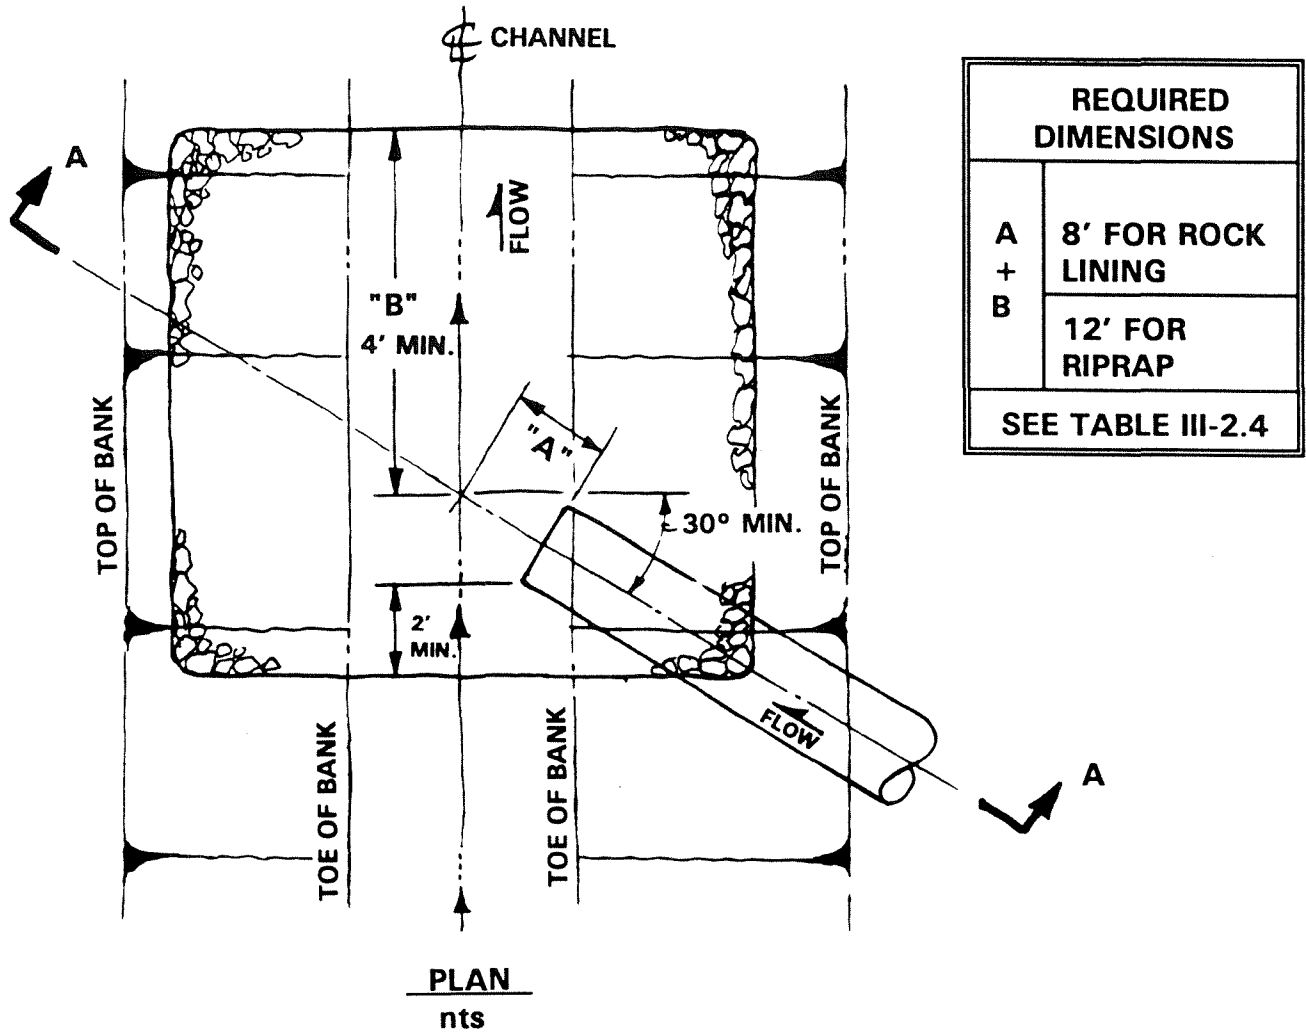 ℄ CHANNEL
A
FLOW
"B"
4' MIN.
"A"
30° MIN.
2'
MIN.
TOP OF BANK
TOP OF BANK
TOE OF BANK
TOE OF BANK
FLOW
A
PLAN
nts
REQUIRED
DIMENSIONS
A
+
B
8' FOR ROCK
LINING
12' FOR
RIPRAP
SEE TABLE III-2.4